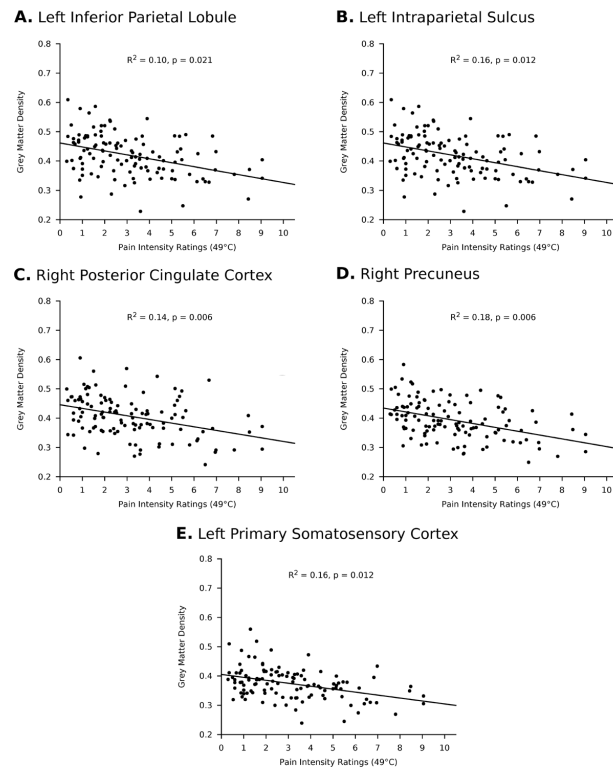 A. Left Inferior Parietal Lobule
0.8
0.7
0.6
0.5
0.4
0.3
0.2
Grey Matter Density
R² = 0.10, p = 0.021
0 1 2 3 4 5 6 7 8 9 10
Pain Intensity Ratings (49°C)
B. Left Intraparietal Sulcus
0.8
0.7
0.6
0.5
0.4
0.3
0.2
Grey Matter Density
R² = 0.16, p = 0.012
0 1 2 3 4 5 6 7 8 9 10
Pain Intensity Ratings (49°C)
C. Right Posterior Cingulate Cortex
0.8
0.7
0.6
0.5
0.4
0.3
0.2
Grey Matter Density
R² = 0.14, p = 0.006
0 1 2 3 4 5 6 7 8 9 10
Pain Intensity Ratings (49°C)
D. Right Precuneus
0.8
0.7
0.6
0.5
0.4
0.3
0.2
Grey Matter Density
R² = 0.18, p = 0.006
0 1 2 3 4 5 6 7 8 9 10
Pain Intensity Ratings (49°C)
E. Left Primary Somatosensory Cortex
0.8
0.7
0.6
0.5
0.4
0.3
0.2
Grey Matter Density
R² = 0.16, p = 0.012
0 1 2 3 4 5 6 7 8 9 10
Pain Intensity Ratings (49°C)